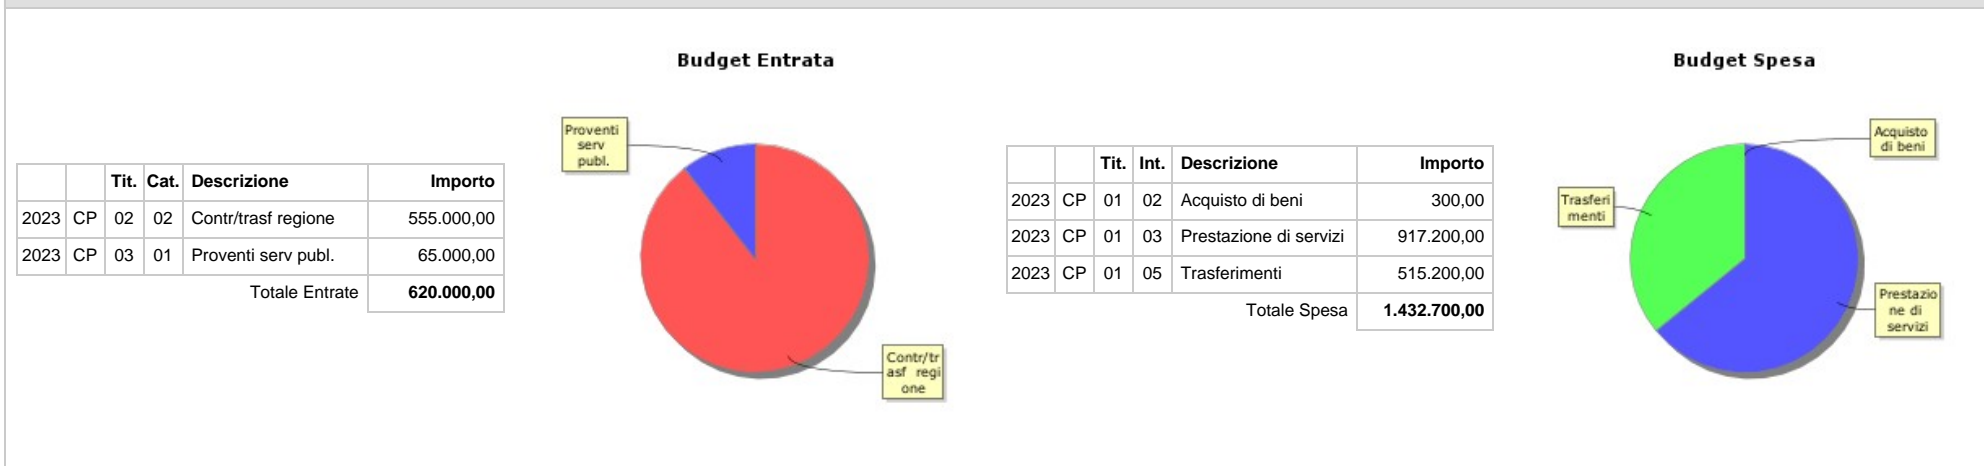 Budget Entrata
Tit. Cat. Descrizione Importo
2023 CP 02 02 Contr/trasf regione 555.000,00
2023 CP 03 01 Proventi serv publ. 65.000,00
Totale Entrate 620.000,00
Proventi
serv
publ.
Contr/tr
asf regi
one
Budget Spesa
Tit. Int. Descrizione Importo
2023 CP 01 02 Acquisto di beni 300,00
2023 CP 01 03 Prestazione di servizi 917.200,00
2023 CP 01 05 Trasferimenti 515.200,00
Totale Spesa 1.432.700,00
Acquisto
di beni
Trasferi
menti
Prestazio
ne di
servizi